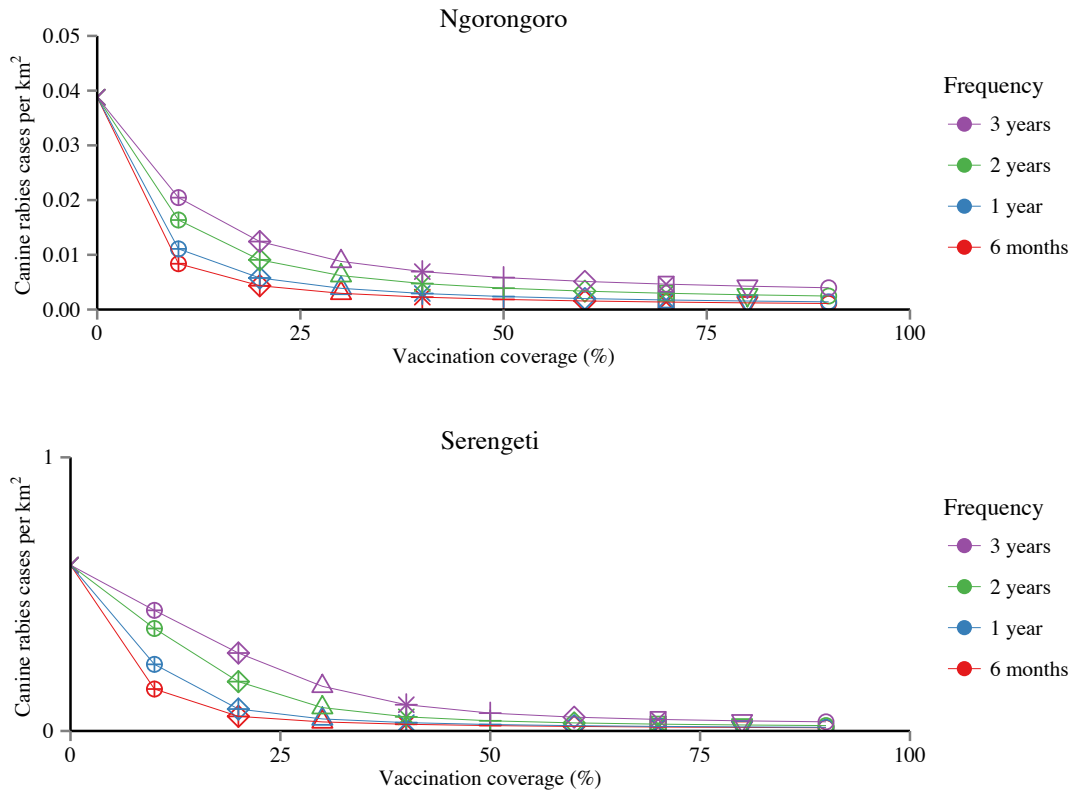 Ngorongoro
Canine rabies cases per km²
0.05
0.04
0.03
0.02
0.01
0.00
0 25 50 75 100
Vaccination coverage (%)
Frequency
3 years
2 years
1 year
6 months
Serengeti
Canine rabies cases per km²
1
0
0 25 50 75 100
Vaccination coverage (%)
Frequency
3 years
2 years
1 year
6 months